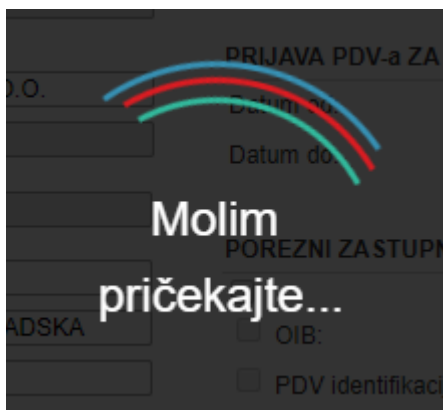 PRIJAVA PDV-a ZA
D.O.
Datum od:
Datum do:
Molim
pričekajte...
POREZNI ZASTUPN
ADSKA
OIB:
PDV identifikaci